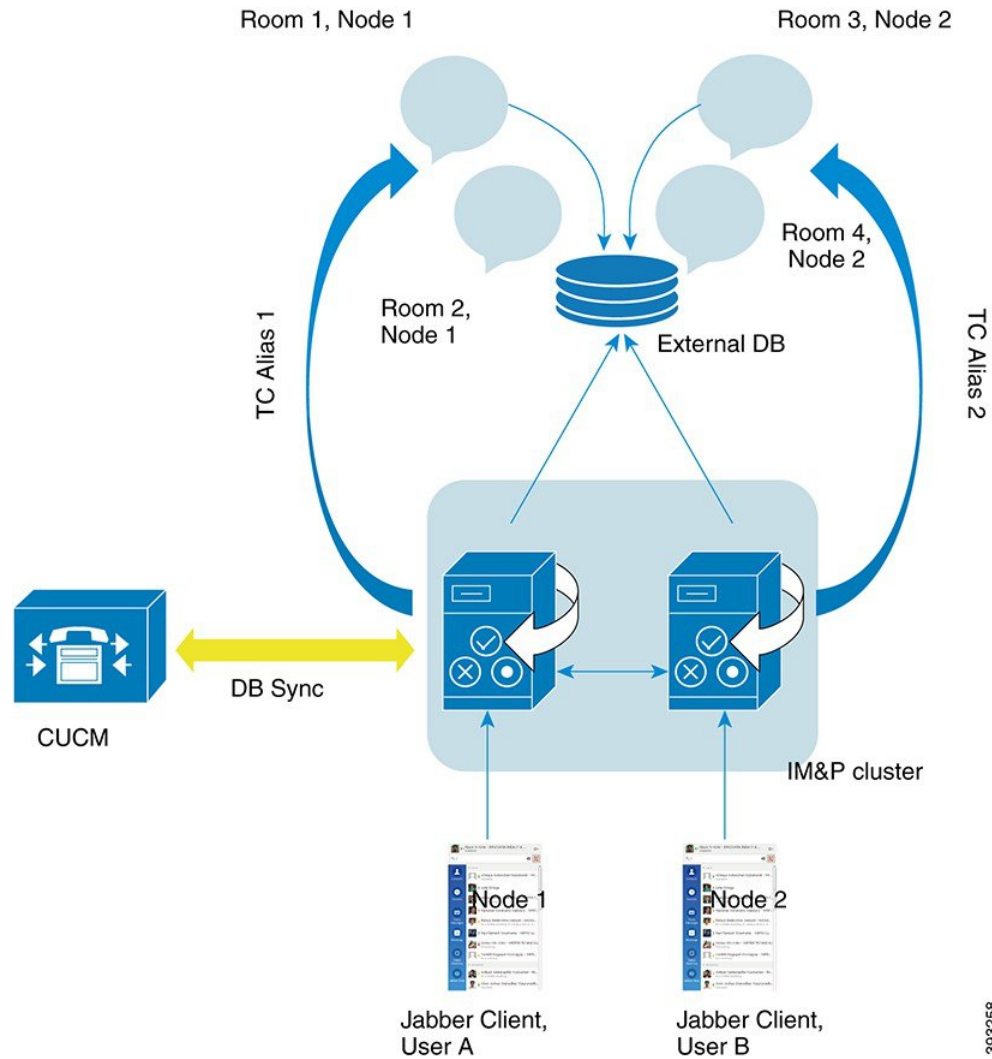 Room 1, Node 1
Room 3, Node 2
Room 4,
Node 2
Room 2,
Node 1
External DB
TC Alias 1
TC Alias 2
DB Sync
CUCM
IM&P cluster
Node 1
Node 2
Jabber Client,
User A
Jabber Client,
User B
393258